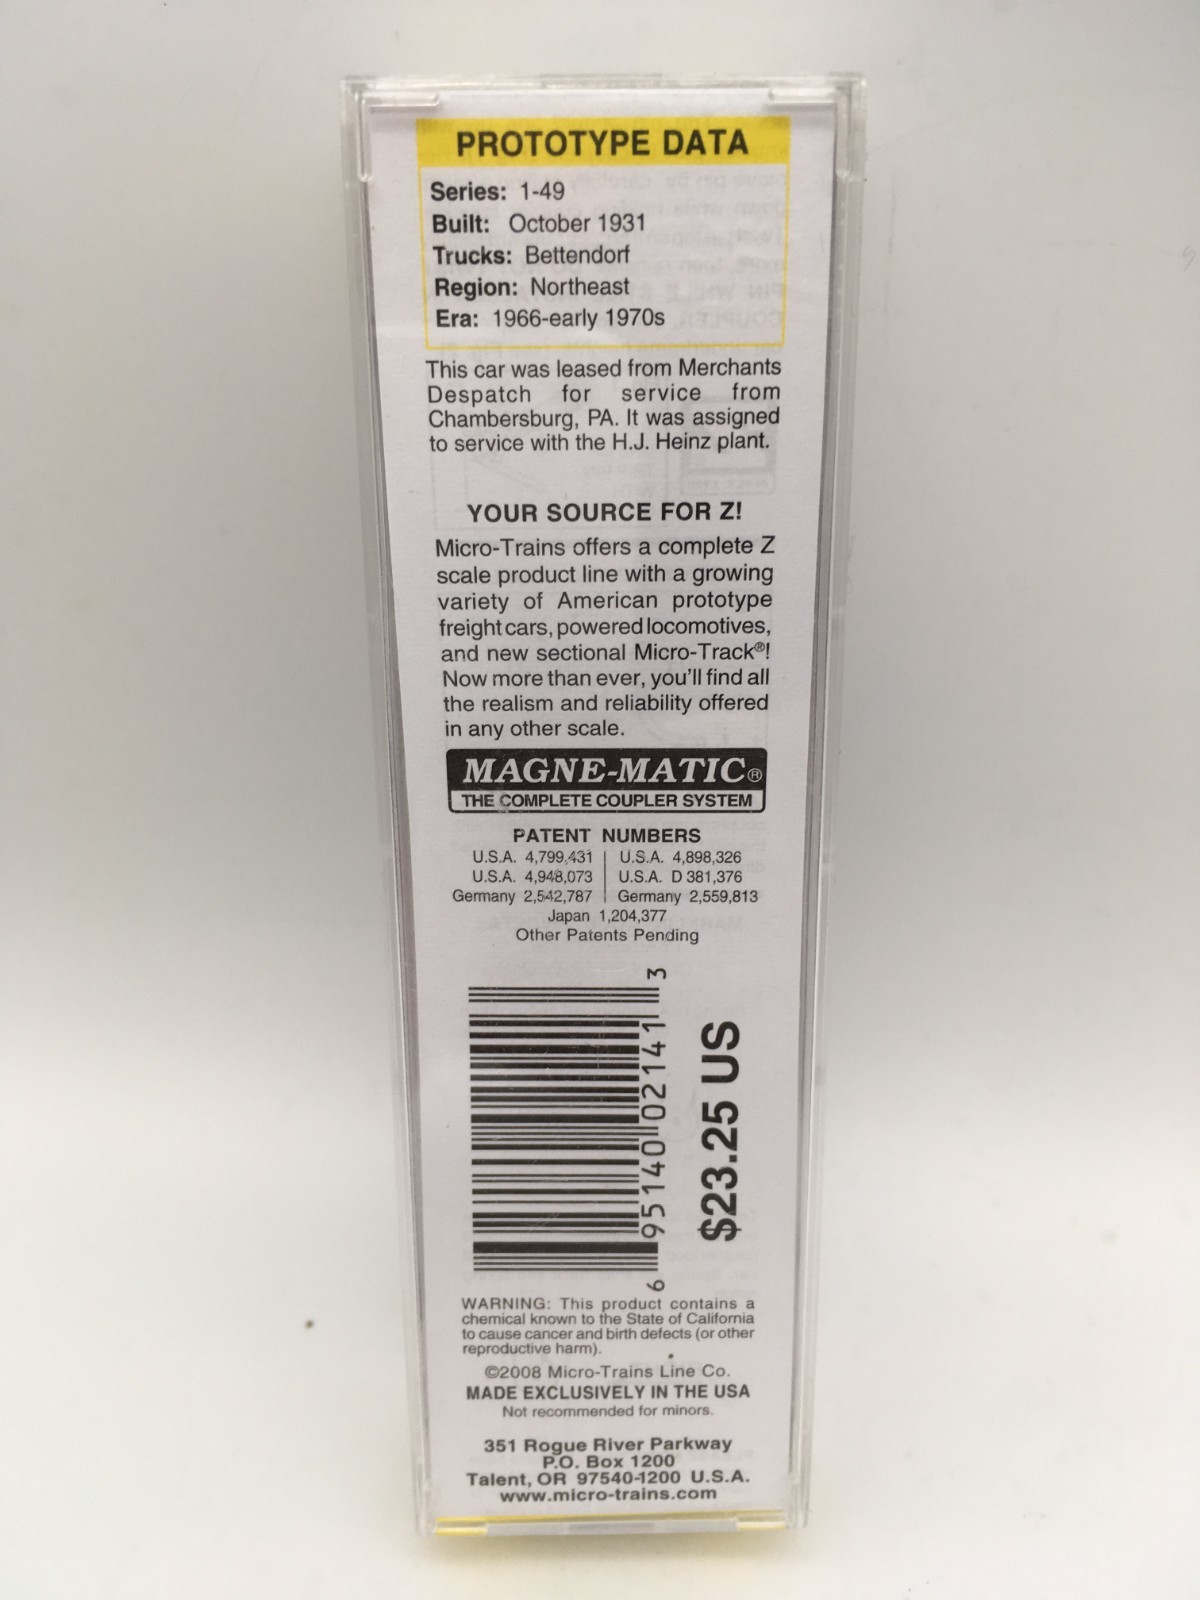 PROTOTYPE DATA
Series: 1-49
Built: October 1931
Trucks: Bettendorf
Region: Northeast
Era: 1966-early 1970s
This car was leased from Merchants
Despatch for service from
Chambersburg, PA. It was assigned
to service with the H.J. Heinz plant.
YOUR SOURCE FOR Z!
Micro-Trains offers a complete Z
scale product line with a growing
variety of American prototype
freight cars, powered locomotives,
and new sectional Micro-Track®!
Now more than ever, you'll find all
the realism and reliability offered
in any other scale.
MAGNE-MATIC®
THE COMPLETE COUPLER SYSTEM
PATENT NUMBERS
U.S.A. 4,799,431 | U.S.A. 4,898,326
U.S.A. 4,948,073 | U.S.A. D 381,376
Germany 2,542,787 | Germany 2,559,813
Japan 1,204,377
Other Patents Pending
6 95140 02141 3
$23.25 US
WARNING: This product contains a
chemical known to the State of California
to cause cancer and birth defects (or other
reproductive harm).
©2008 Micro-Trains Line Co.
MADE EXCLUSIVELY IN THE USA
Not recommended for minors.
351 Rogue River Parkway
P.O. Box 1200
Talent, OR 97540-1200 U.S.A.
www.micro-trains.com